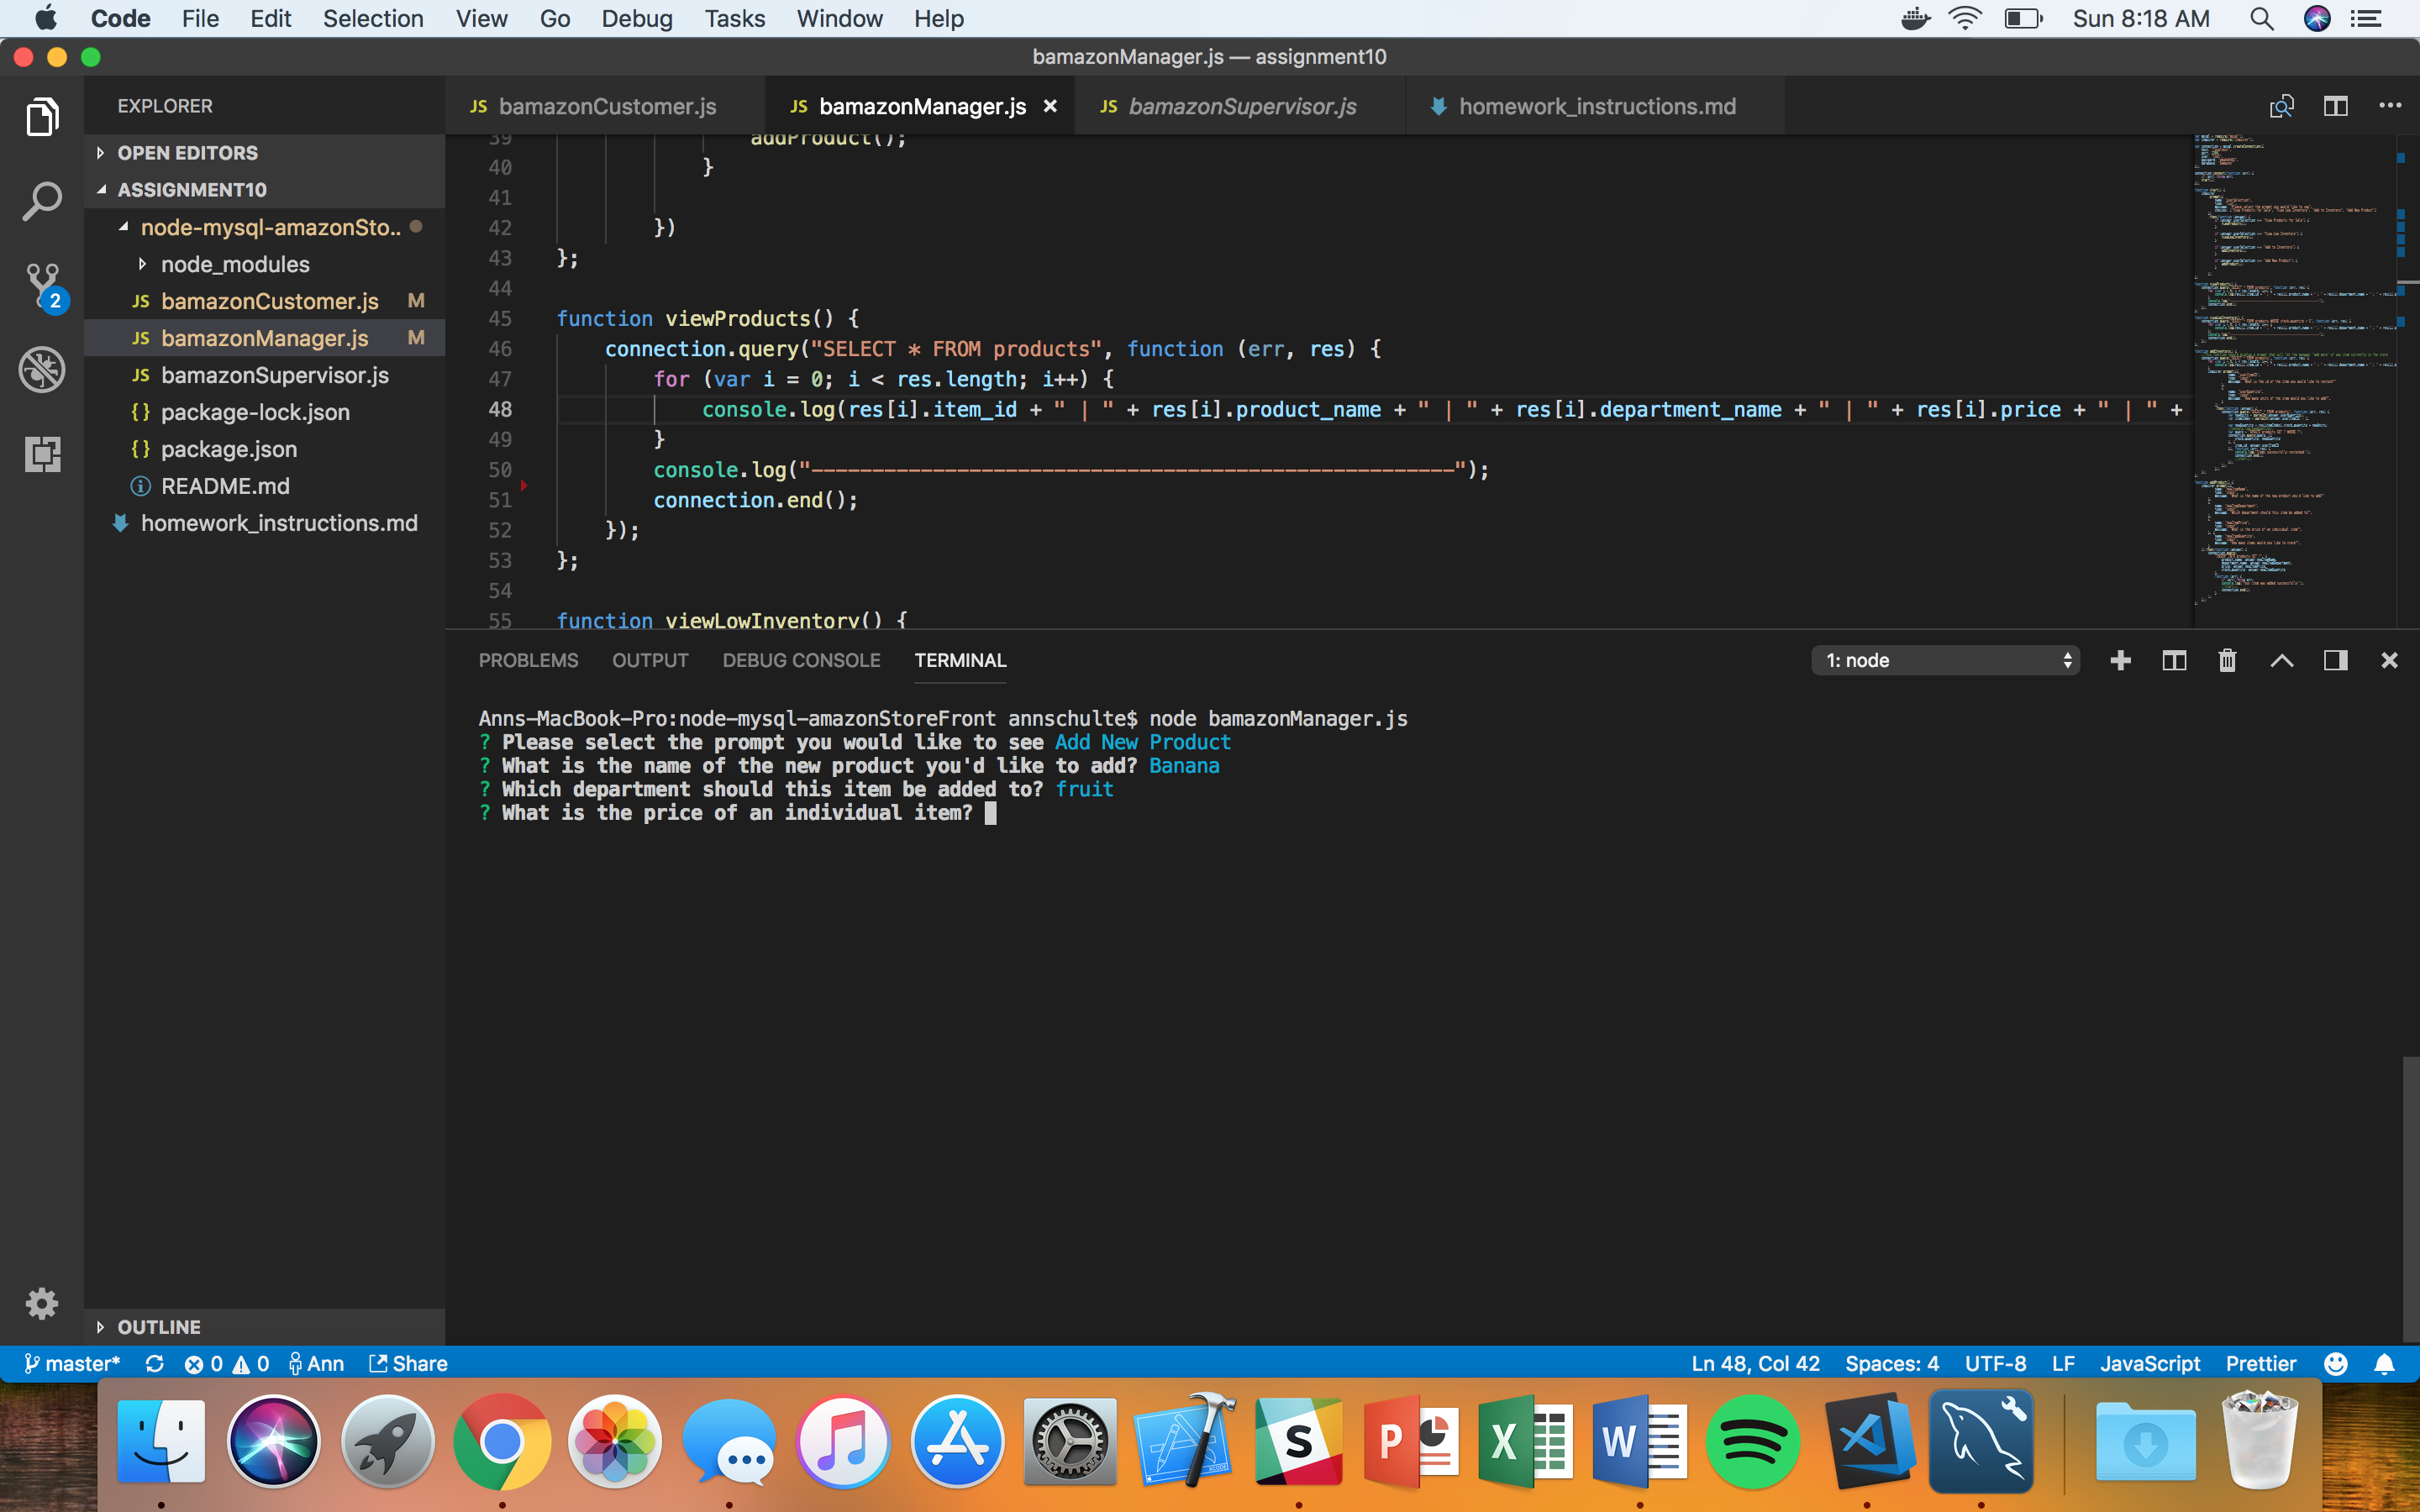 Code File Edit Selection View Go Debug Tasks Window Help Sun 8:18 AM
bamazonManager.js — assignment10
EXPLORER
JS bamazonCustomer.js JS bamazonManager.js × JS bamazonSupervisor.js homework_instructions.md
OPEN EDITORS
ASSIGNMENT10
node-mysql-amazonSto..
node_modules
JS bamazonCustomer.js M
JS bamazonManager.js M
JS bamazonSupervisor.js
{} package-lock.json
{} package.json
README.md
homework_instructions.md
2
OUTLINE
39 addProduct();
40 }
41
42 })
43 };
44
45 function viewProducts() {
46 connection.query("SELECT * FROM products", function (err, res) {
47 for (var i = 0; i < res.length; i++) {
48 console.log(res[i].item_id + " | " + res[i].product_name + " | " + res[i].department_name + " | " + res[i].price + " | " +
49 }
50 console.log("-----------------------------------------------------");
51 connection.end();
52 });
53 };
54
55 function viewLowInventory() {
PROBLEMS OUTPUT DEBUG CONSOLE TERMINAL 1: node
Anns-MacBook-Pro:node-mysql-amazonStoreFront annschulte$ node bamazonManager.js
? Please select the prompt you would like to see Add New Product
? What is the name of the new product you'd like to add? Banana
? Which department should this item be added to? fruit
? What is the price of an individual item?
master* 0 0 Ann Share Ln 48, Col 42 Spaces: 4 UTF-8 LF JavaScript Prettier
S P X W